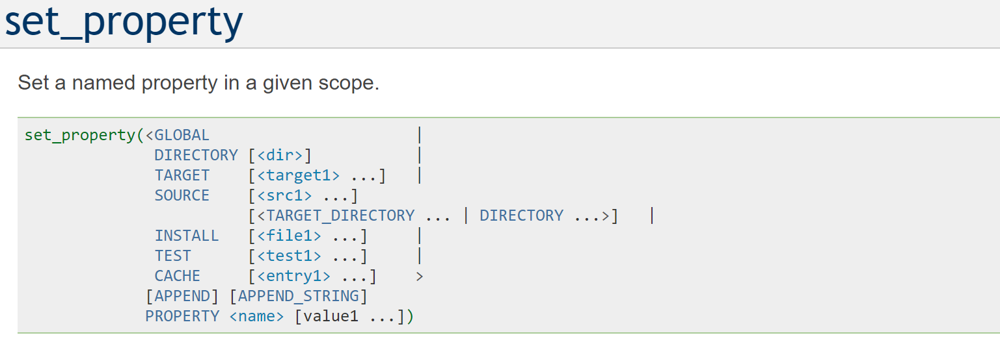 set_property
Set a named property in a given scope.
set_property(<GLOBAL                      |
              DIRECTORY [<dir>]           |
              TARGET    [<target1> ...]   |
              SOURCE    [<src1> ...]
                        [<TARGET_DIRECTORY ... | DIRECTORY ...>]   |
              INSTALL   [<file1> ...]     |
              TEST      [<test1> ...]     |
              CACHE     [<entry1> ...]    >
             [APPEND] [APPEND_STRING]
             PROPERTY <name> [value1 ...])